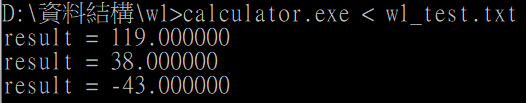 D:\資料結構\wl>calculator.exe < wl_test.txt
result = 119.000000
result = 38.000000
result = -43.000000